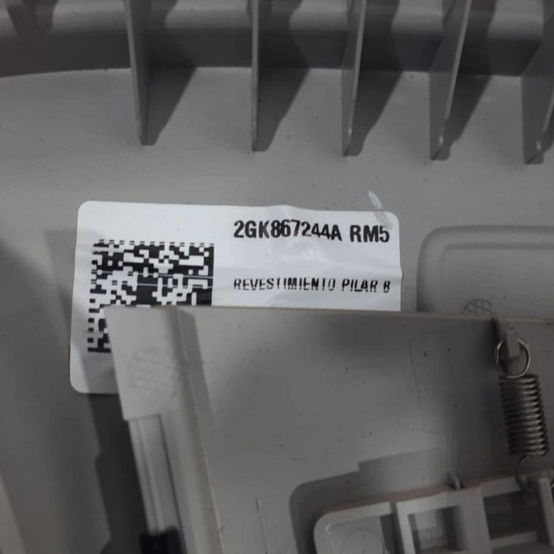 2GK867244A RM5
REVESTIMIENTO PILAR B